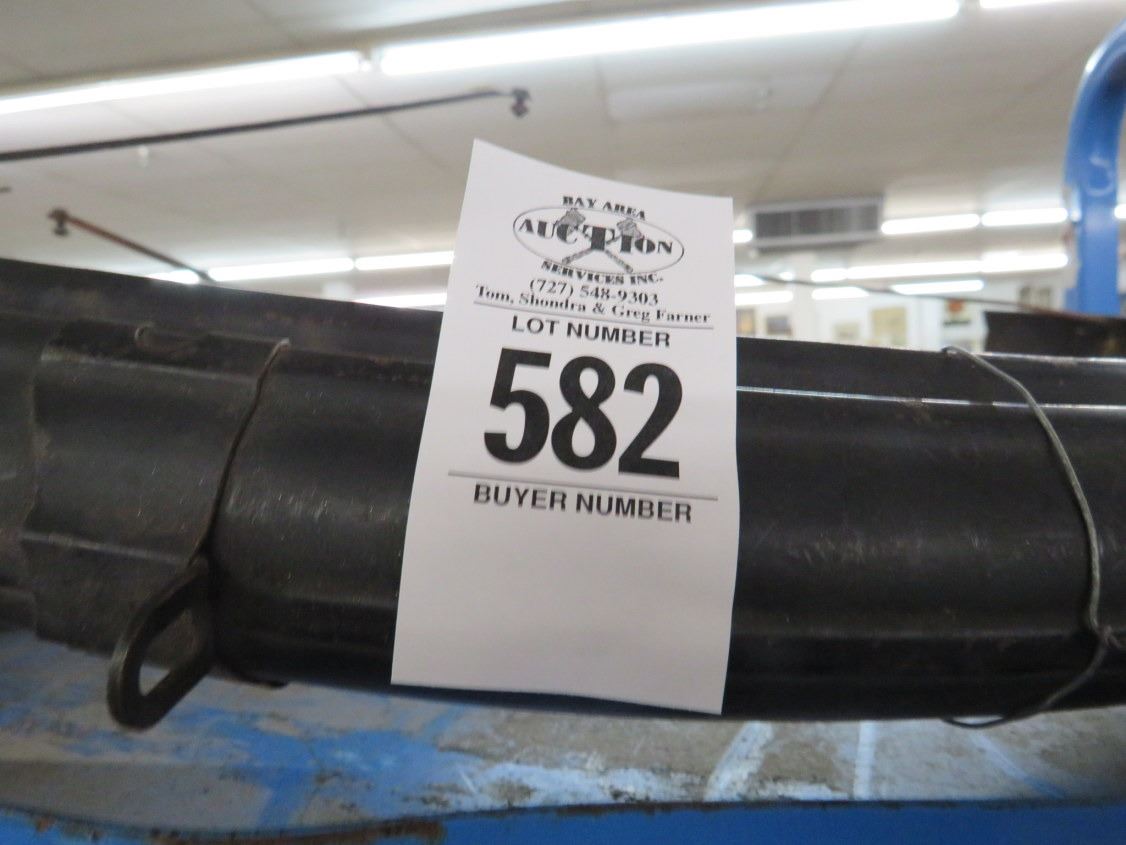 BAY AREA
AUCTION
SERVICES INC.
(727) 548-9303
Tom, Shondra & Greg Farner
LOT NUMBER
582
BUYER NUMBER